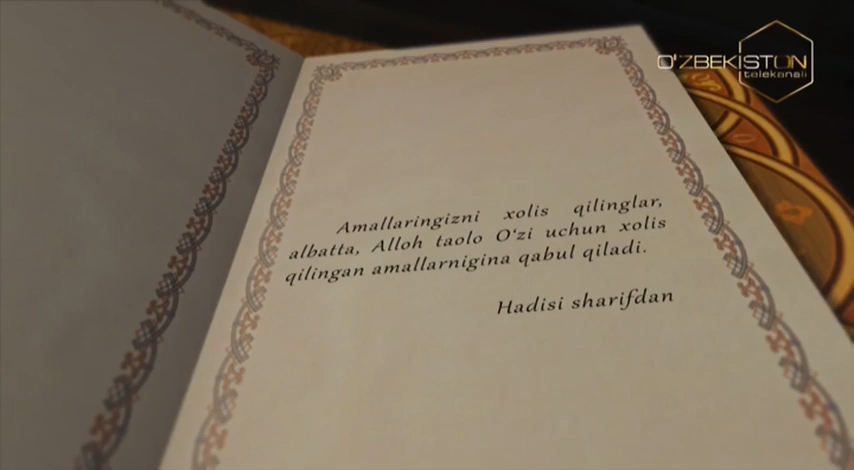 O'ZBEKISTON
telekanali
Amallaringizni xolis qilinglar,
albatta, Alloh taolo O‘zi uchun xolis
qilingan amallarnigina qabul qiladi.
Hadisi sharifdan